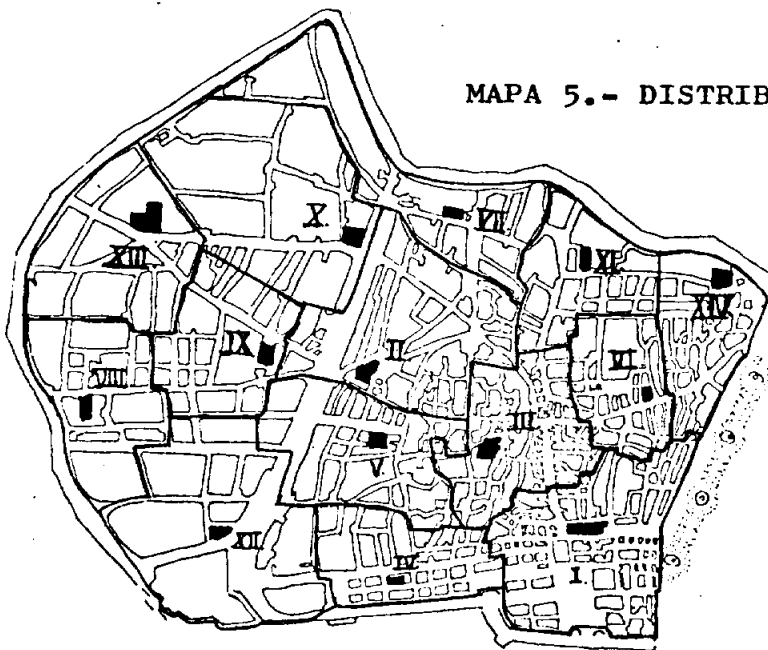 MAPA 5.- DISTRIB
X.
VII.
XI.
XIII.
XIV.
IX
II.
VI.
VIII.
III
V.
XII.
IV
I.